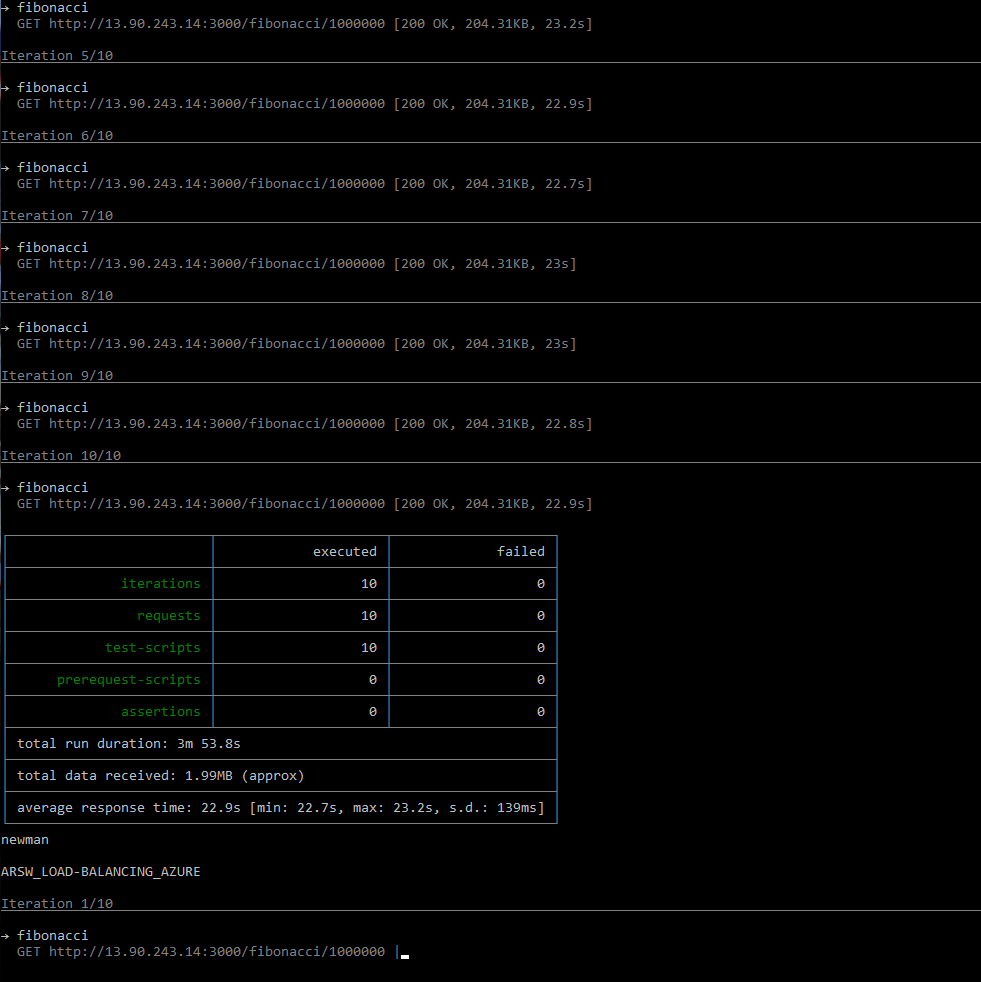 → fibonacci
GET http://13.90.243.14:3000/fibonacci/1000000 [200 OK, 204.31KB, 23.2s]
Iteration 5/10
→ fibonacci
GET http://13.90.243.14:3000/fibonacci/1000000 [200 OK, 204.31KB, 22.9s]
Iteration 6/10
→ fibonacci
GET http://13.90.243.14:3000/fibonacci/1000000 [200 OK, 204.31KB, 22.7s]
Iteration 7/10
→ fibonacci
GET http://13.90.243.14:3000/fibonacci/1000000 [200 OK, 204.31KB, 23s]
Iteration 8/10
→ fibonacci
GET http://13.90.243.14:3000/fibonacci/1000000 [200 OK, 204.31KB, 23s]
Iteration 9/10
→ fibonacci
GET http://13.90.243.14:3000/fibonacci/1000000 [200 OK, 204.31KB, 22.8s]
Iteration 10/10
→ fibonacci
GET http://13.90.243.14:3000/fibonacci/1000000 [200 OK, 204.31KB, 22.9s]
executed failed
iterations 10 0
requests 10 0
test-scripts 10 0
prerequest-scripts 0 0
assertions 0 0
total run duration: 3m 53.8s
total data received: 1.99MB (approx)
average response time: 22.9s [min: 22.7s, max: 23.2s, s.d.: 139ms]
newman
ARSW_LOAD-BALANCING_AZURE
Iteration 1/10
→ fibonacci
GET http://13.90.243.14:3000/fibonacci/1000000 |